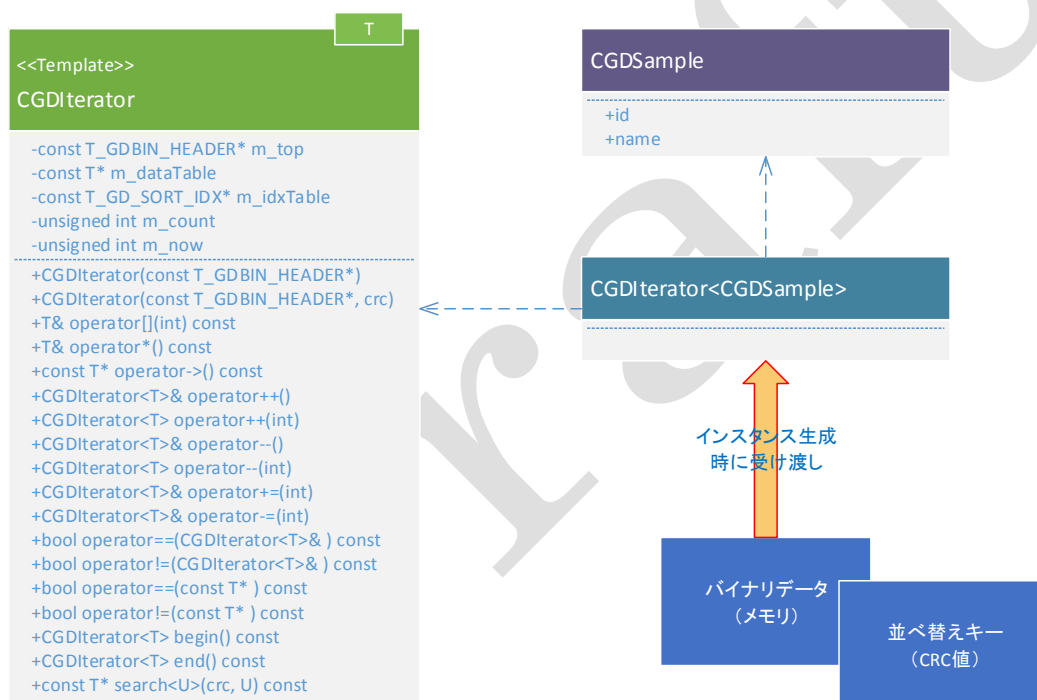 T
<<Template>>
CGDIterator
-const T_GDBIN_HEADER* m_top
-const T* m_dataTable
-const T_GD_SORT_IDX* m_idxTable
-unsigned int m_count
-unsigned int m_now
+CGDIterator(const T_GDBIN_HEADER*)
+CGDIterator(const T_GDBIN_HEADER*, crc)
+T& operator[](int) const
+T& operator*() const
+const T* operator->() const
+CGDIterator<T>& operator++()
+CGDIterator<T> operator++(int)
+CGDIterator<T>& operator--()
+CGDIterator<T> operator--(int)
+CGDIterator<T>& operator+=(int)
+CGDIterator<T>& operator-=(int)
+bool operator==(CGDIterator<T>& ) const
+bool operator!=(CGDIterator<T>& ) const
+bool operator==(const T* ) const
+bool operator!=(const T* ) const
+CGDIterator<T> begin() const
+CGDIterator<T> end() const
+const T* search<U>(crc, U) const
CGDSample
+id
+name
CGDIterator<CGDSample>
インスタンス生成
時に受け渡し
バイナリデータ
（メモリ）
並べ替えキー
（CRC値）